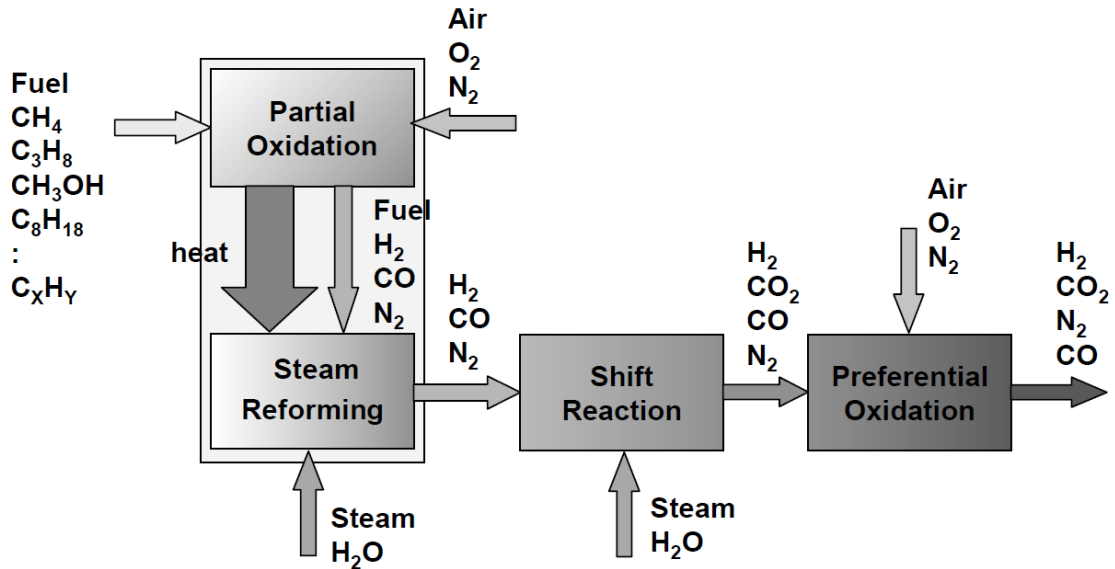 Fuel
CH₄
C₃H₈
CH₃OH
C₈H₁₈
:
CₓHᵧ
Partial
Oxidation
Air
O₂
N₂
heat
Fuel
H₂
CO
N₂
Steam
Reforming
Steam
H₂O
H₂
CO
N₂
Shift
Reaction
Steam
H₂O
H₂
CO₂
CO
N₂
Air
O₂
N₂
Preferential
Oxidation
H₂
CO₂
N₂
CO